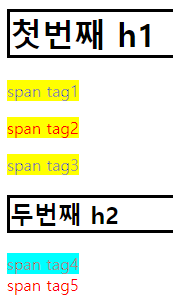 첫번째 h1
span tag1
span tag2
span tag3
두번째 h2
span tag4
span tag5